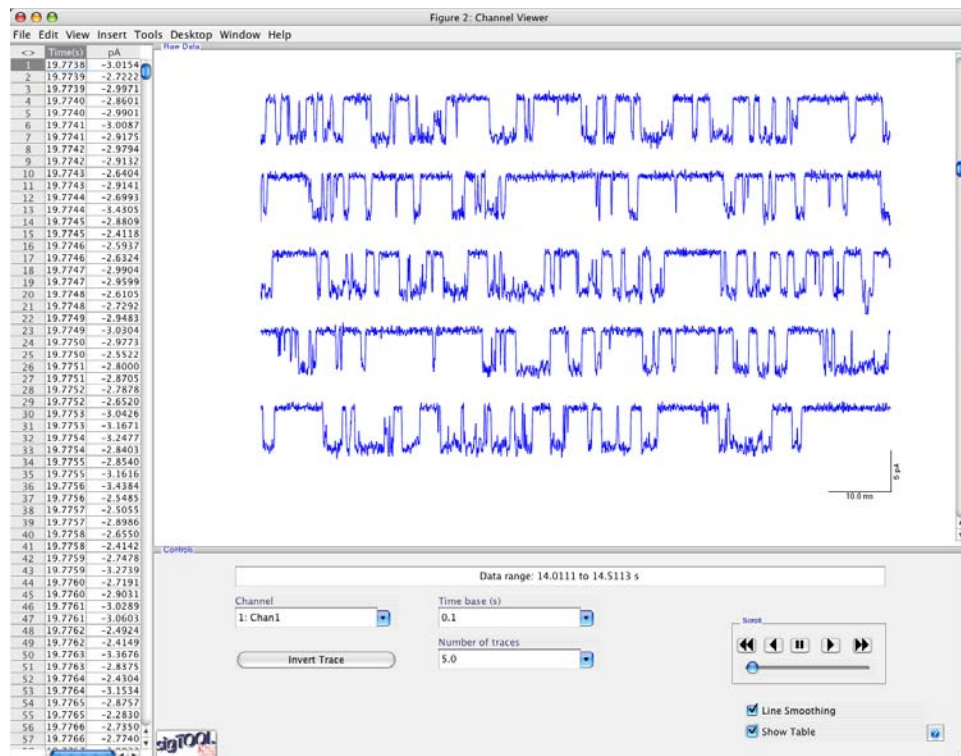 Figure 2: Channel Viewer
File Edit View Insert Tools Desktop Window Help
<> Time(s) pA
1 19.7738 -3.0154
2 19.7739 -2.7222
3 19.7739 -2.9971
4 19.7740 -2.8601
5 19.7740 -2.9901
6 19.7741 -3.0087
7 19.7741 -2.9175
8 19.7742 -2.9794
9 19.7742 -2.9132
10 19.7743 -2.6404
11 19.7743 -2.9141
12 19.7744 -2.6993
13 19.7744 -3.4305
14 19.7745 -2.8809
15 19.7745 -2.4118
16 19.7746 -2.5937
17 19.7746 -2.6324
18 19.7747 -2.9904
19 19.7747 -2.9599
20 19.7748 -2.6105
21 19.7748 -2.7292
22 19.7749 -2.9483
23 19.7749 -3.0304
24 19.7750 -2.9773
25 19.7750 -2.5522
26 19.7751 -2.8000
27 19.7751 -2.8705
28 19.7752 -2.7878
29 19.7752 -2.6520
30 19.7753 -3.0426
31 19.7753 -3.1671
32 19.7754 -3.2477
33 19.7754 -2.8403
34 19.7755 -2.8540
35 19.7755 -3.1616
36 19.7756 -3.4384
37 19.7756 -2.5485
38 19.7757 -2.5055
39 19.7757 -2.8986
40 19.7758 -2.6550
41 19.7758 -2.4142
42 19.7759 -2.7478
43 19.7759 -3.2739
44 19.7760 -2.7191
45 19.7760 -2.9031
46 19.7761 -3.0289
47 19.7761 -3.0603
48 19.7762 -2.4924
49 19.7762 -2.4149
50 19.7763 -3.3676
51 19.7763 -2.8375
52 19.7764 -2.4304
53 19.7764 -3.1534
54 19.7765 -2.8757
55 19.7765 -2.2830
56 19.7766 -2.7350
57 19.7766 -2.7740
Raw Data
5 pA
10.0 ms
Controls
Data range: 14.0111 to 14.5113 s
Channel
1: Chan1
Invert Trace
Time base (s)
0.1
Number of traces
5.0
Scroll
Line Smoothing
Show Table
sigTOOL